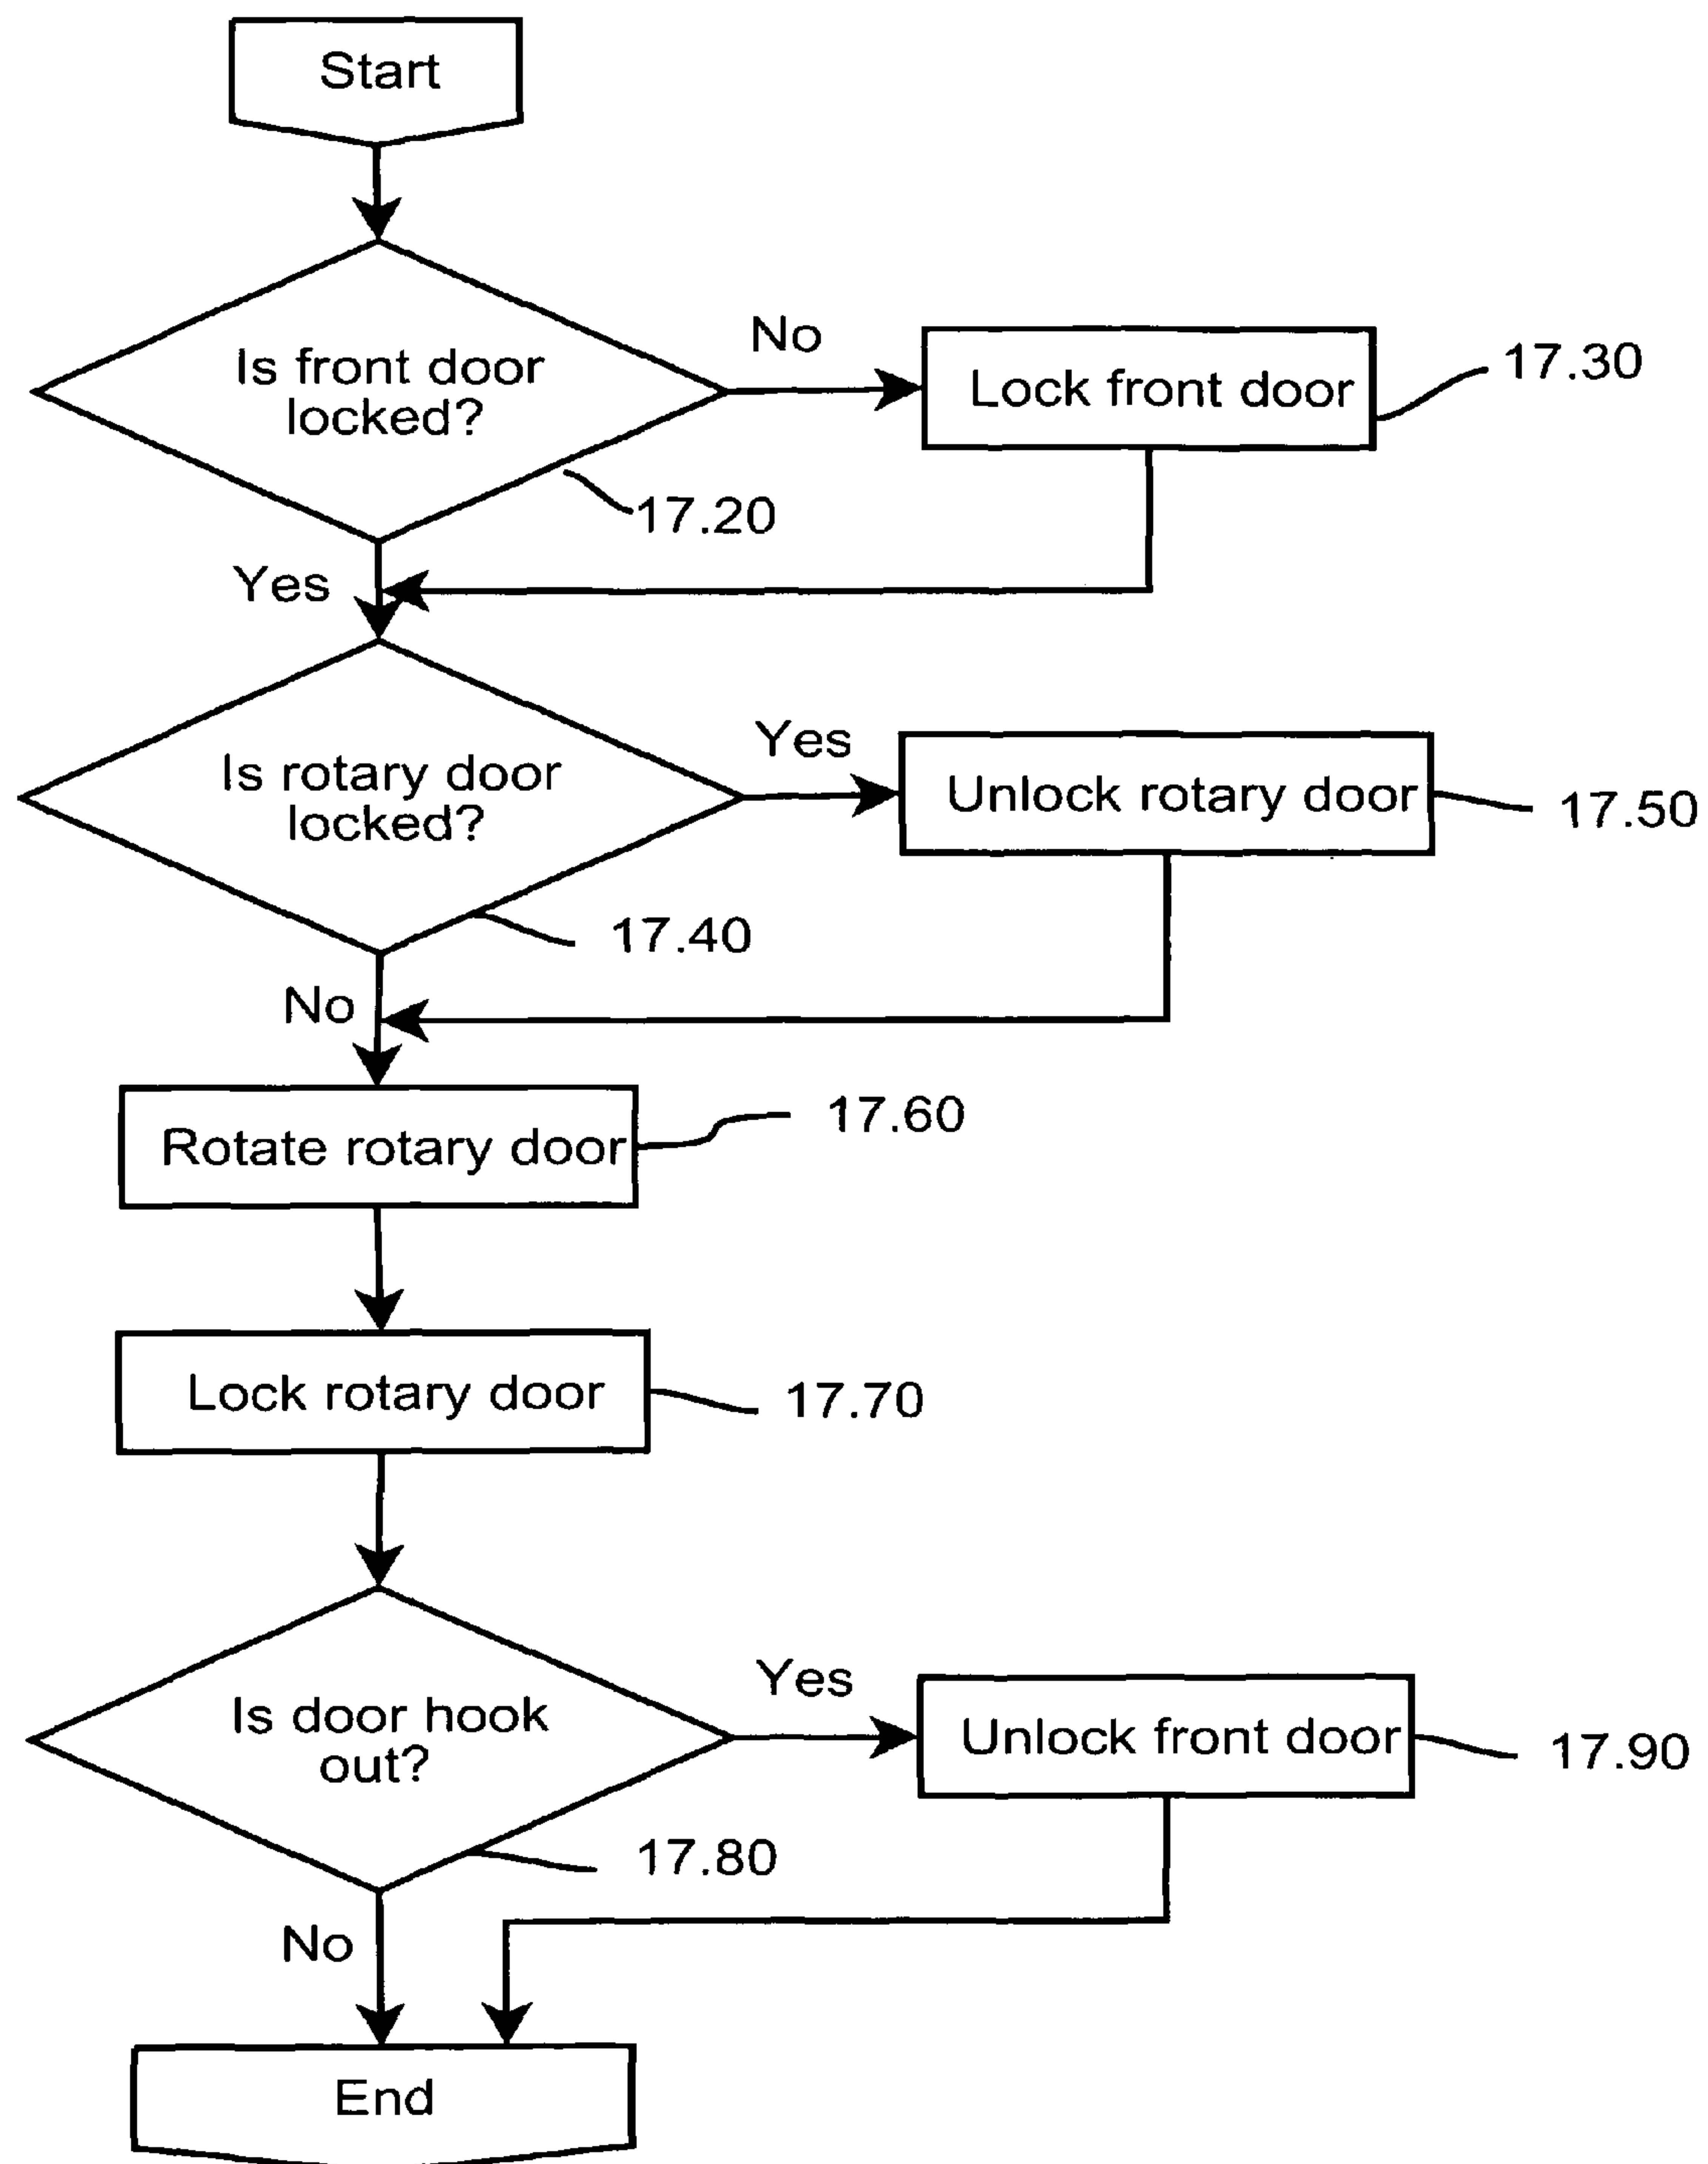 Start
Is front door
locked?
No
Lock front door
17.30
17.20
Yes
Is rotary door
locked?
Yes
Unlock rotary door
17.50
17.40
No
Rotate rotary door
17.60
Lock rotary door
17.70
Is door hook
out?
Yes
Unlock front door
17.90
17.80
No
End